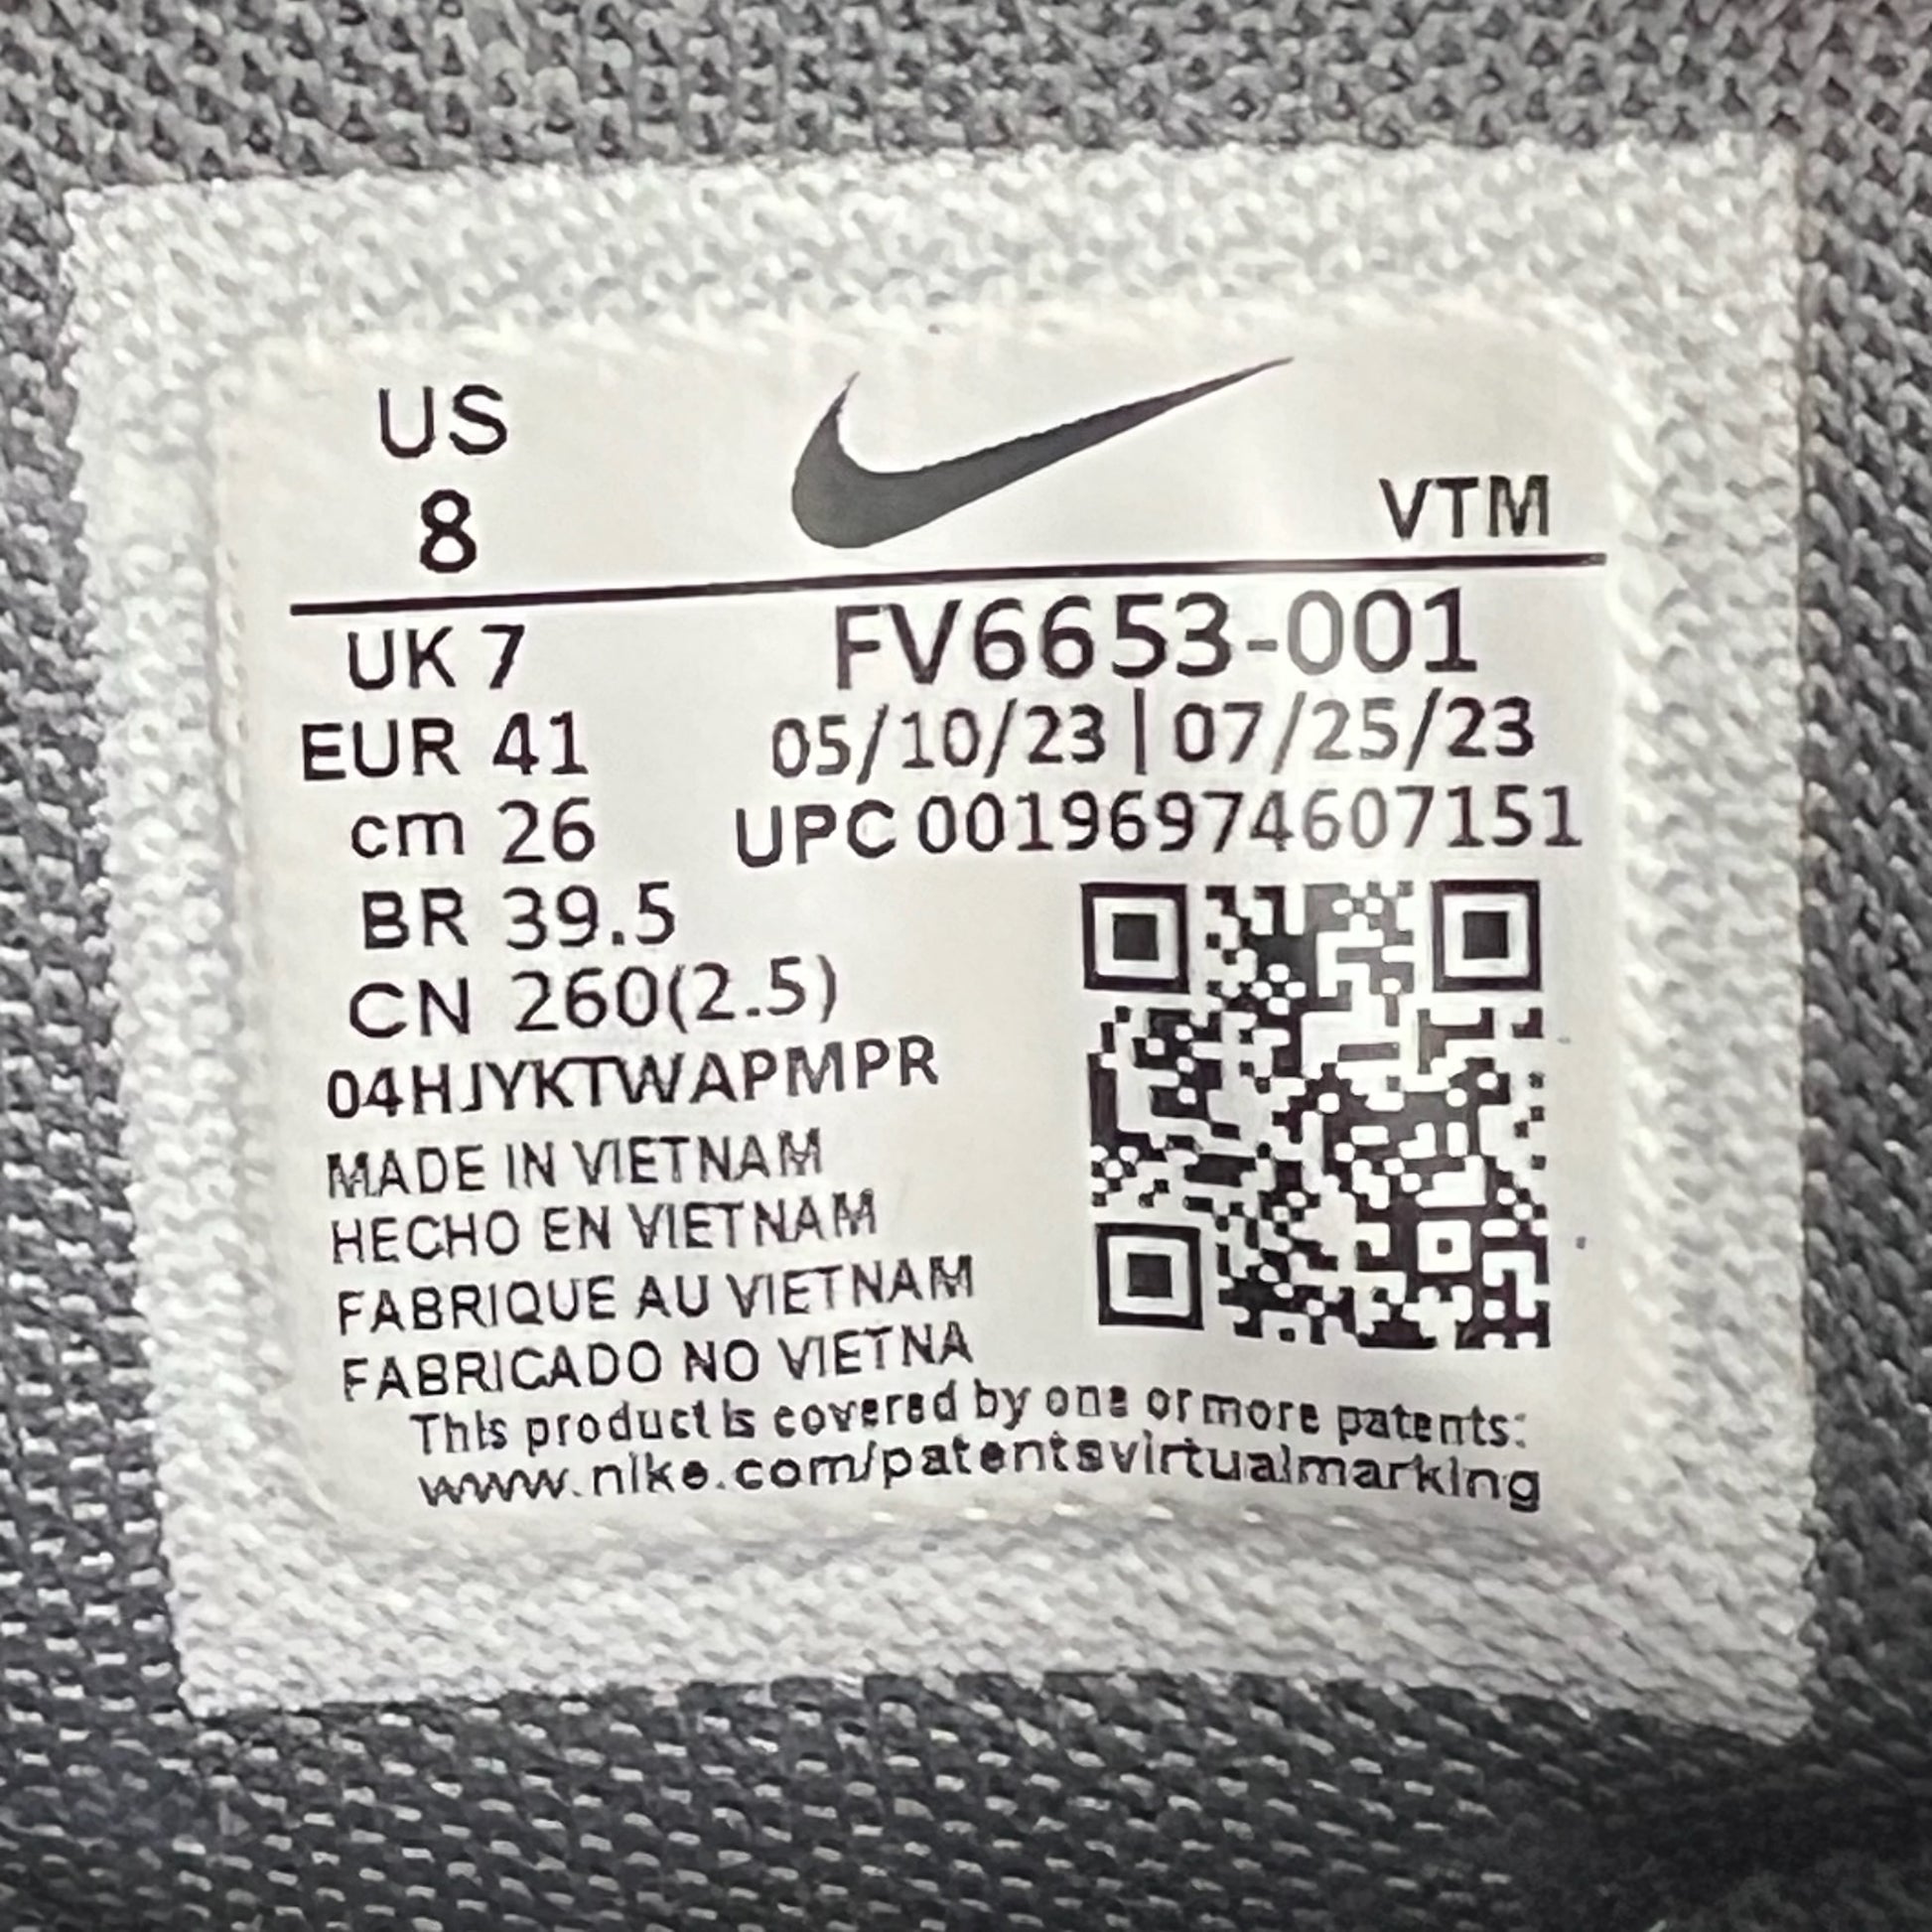 US
8
VTM
UK 7
FV6653-001
EUR 41
05/10/23 | 07/25/23
cm 26
UPC 00196974607151
BR 39.5
CN 260(2.5)
04HJYKTWAPMPR
MADE IN VIETNAM
HECHO EN VIETNAM
FABRIQUE AU VIETNAM
FABRICADO NO VIETNA
This product is covered by one or more patents:
www.nike.com/patentsvirtualmarking